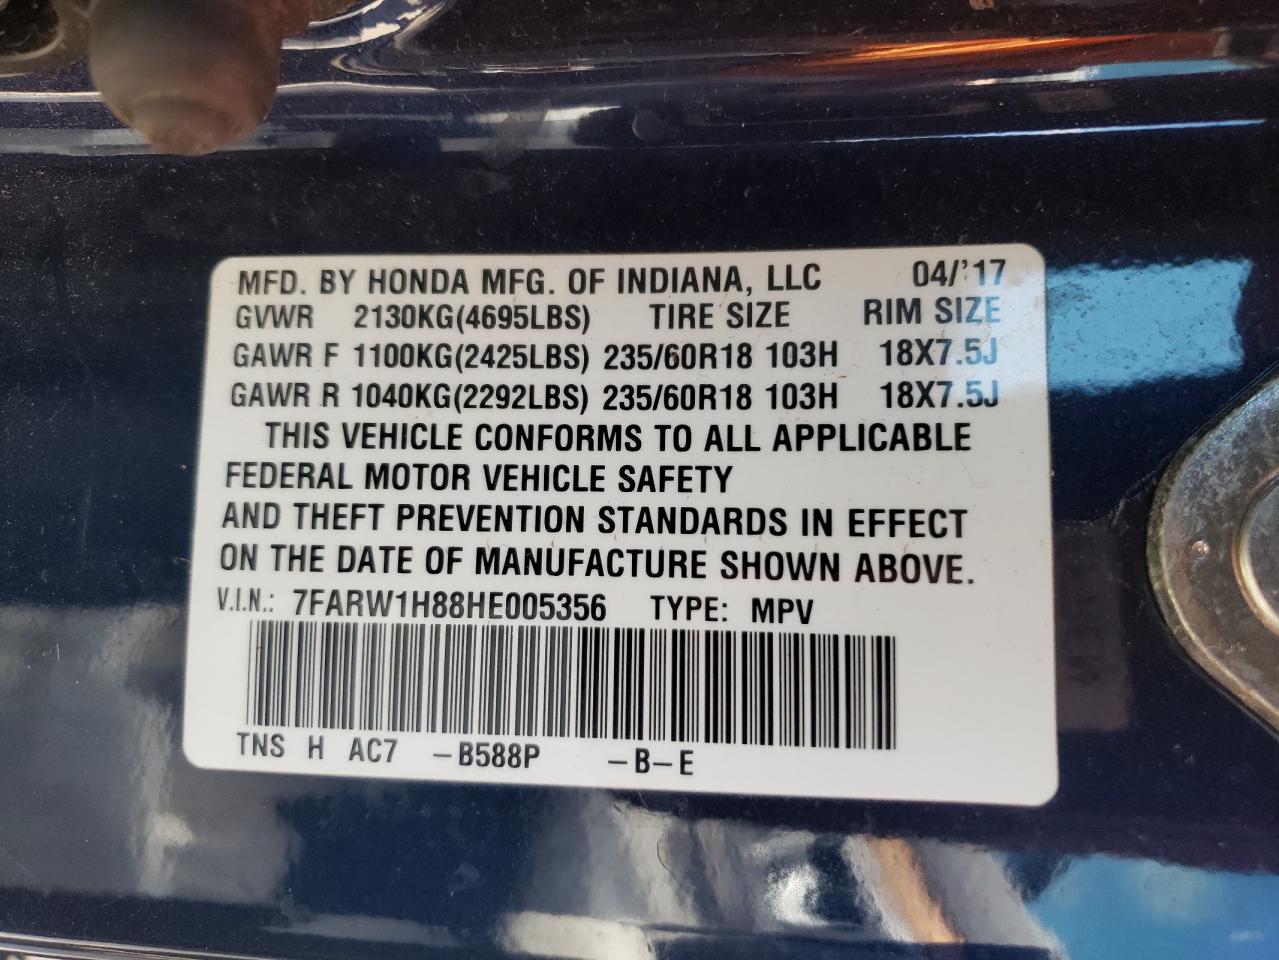 MFD. BY HONDA MFG. OF INDIANA, LLC 04/'17
GVWR 2130KG(4695LBS) TIRE SIZE RIM SIZE
GAWR F 1100KG(2425LBS) 235/60R18 103H 18X7.5J
GAWR R 1040KG(2292LBS) 235/60R18 103H 18X7.5J
THIS VEHICLE CONFORMS TO ALL APPLICABLE
FEDERAL MOTOR VEHICLE SAFETY
AND THEFT PREVENTION STANDARDS IN EFFECT
ON THE DATE OF MANUFACTURE SHOWN ABOVE.
V.I.N.: 7FARW1H88HE005356 TYPE: MPV
TNS H AC7 -B588P -B-E